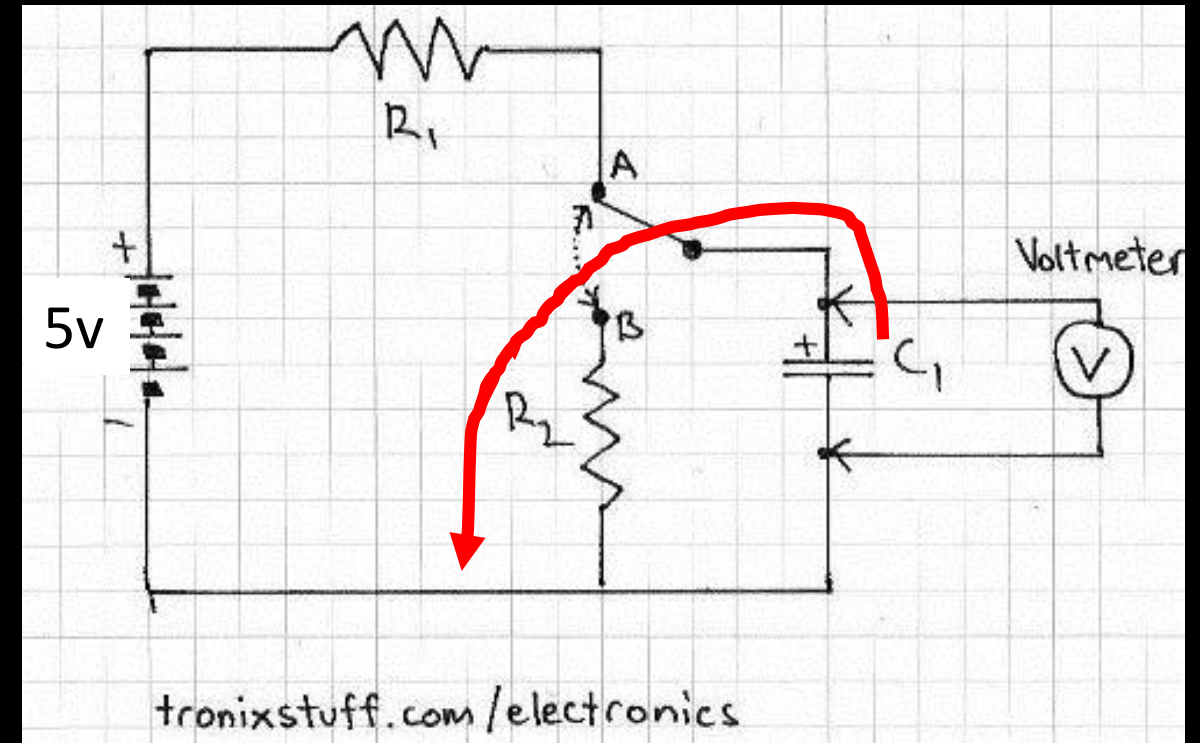 R1
A
+
5v
Voltmeter
B
+
C1
V
R2
-
tronixstuff.com/electronics